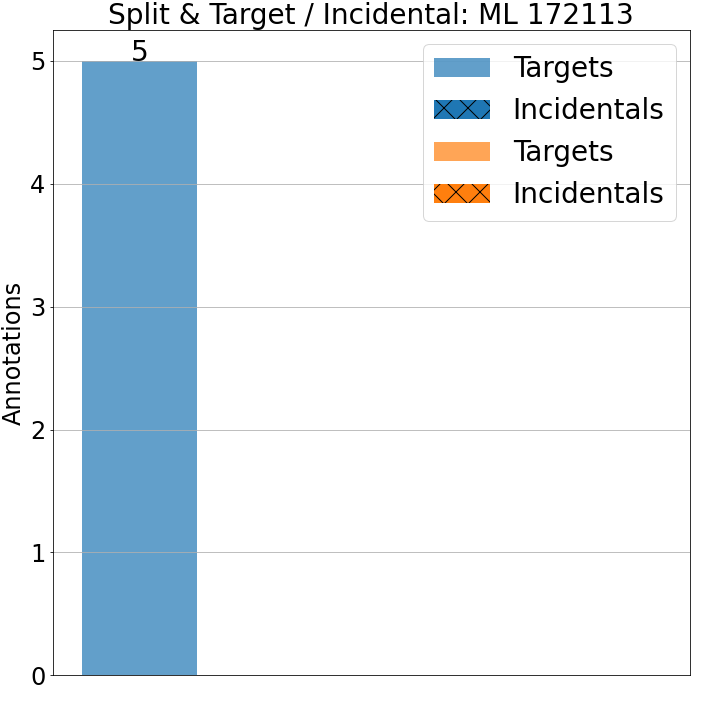 Split & Target / Incidental: ML 172113
5
Targets
Incidentals
Targets
Incidentals
Annotations
5
4
3
2
1
0